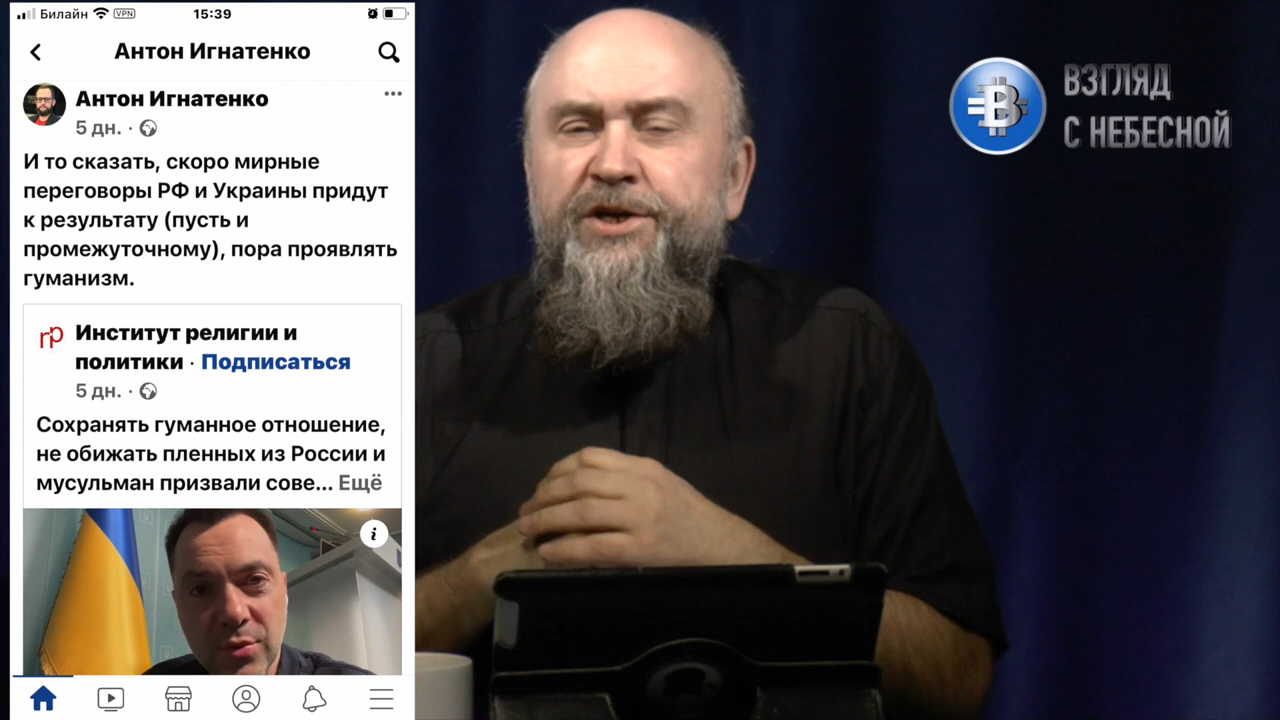 Билайн VPN 15:39
Антон Игнатенко
Антон Игнатенко
5 дн. ·
И то сказать, скоро мирные
переговоры РФ и Украины придут
к результату (пусть и
промежуточному), пора проявлять
гуманизм.
rp Институт религии и
политики · Подписаться
5 дн. ·
Сохранять гуманное отношение,
не обижать пленных из России и
мусульман призвали сове... Ещё
i
B ВЗГЛЯД
С НЕБЕСНОЙ